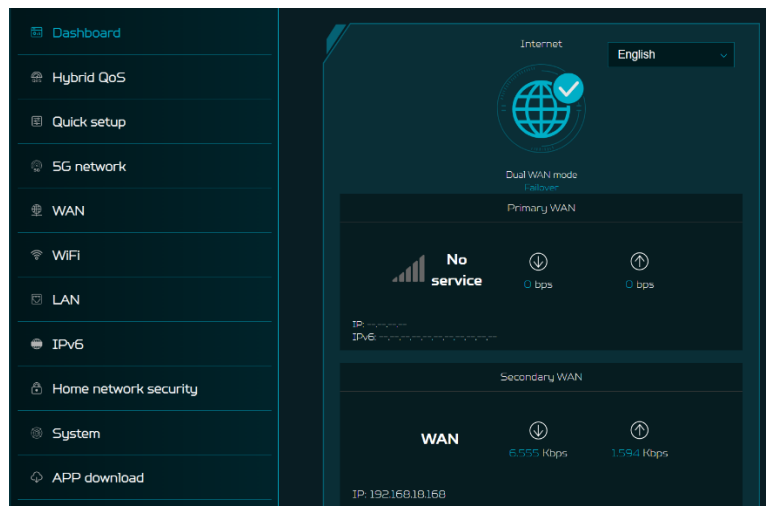 Dashboard
Hybrid QoS
Quick setup
5G network
WAN
WiFi
LAN
IPv6
Home network security
System
APP download
Internet
English
Dual WAN mode
Failover
Primary WAN
No service
0 bps
0 bps
IP: --.--.--.--
IPv6: --.--.--.--.--.--.--.--.--.--.--
Secondary WAN
WAN
6.555 Kbps
1.594 Kbps
IP: 192.168.18.168